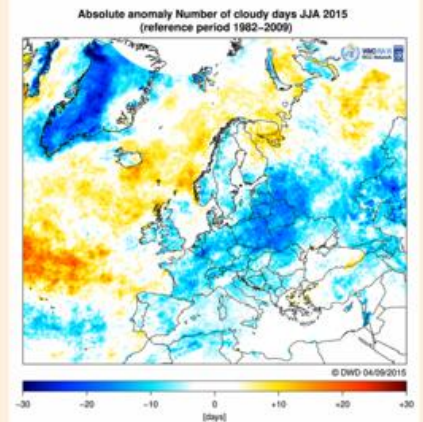 Absolute anomaly Number of cloudy days JJA 2015
(reference period 1982–2009)
© DWD 04/09/2015
−30 −20 −10 0 +10 +20 +30
[days]